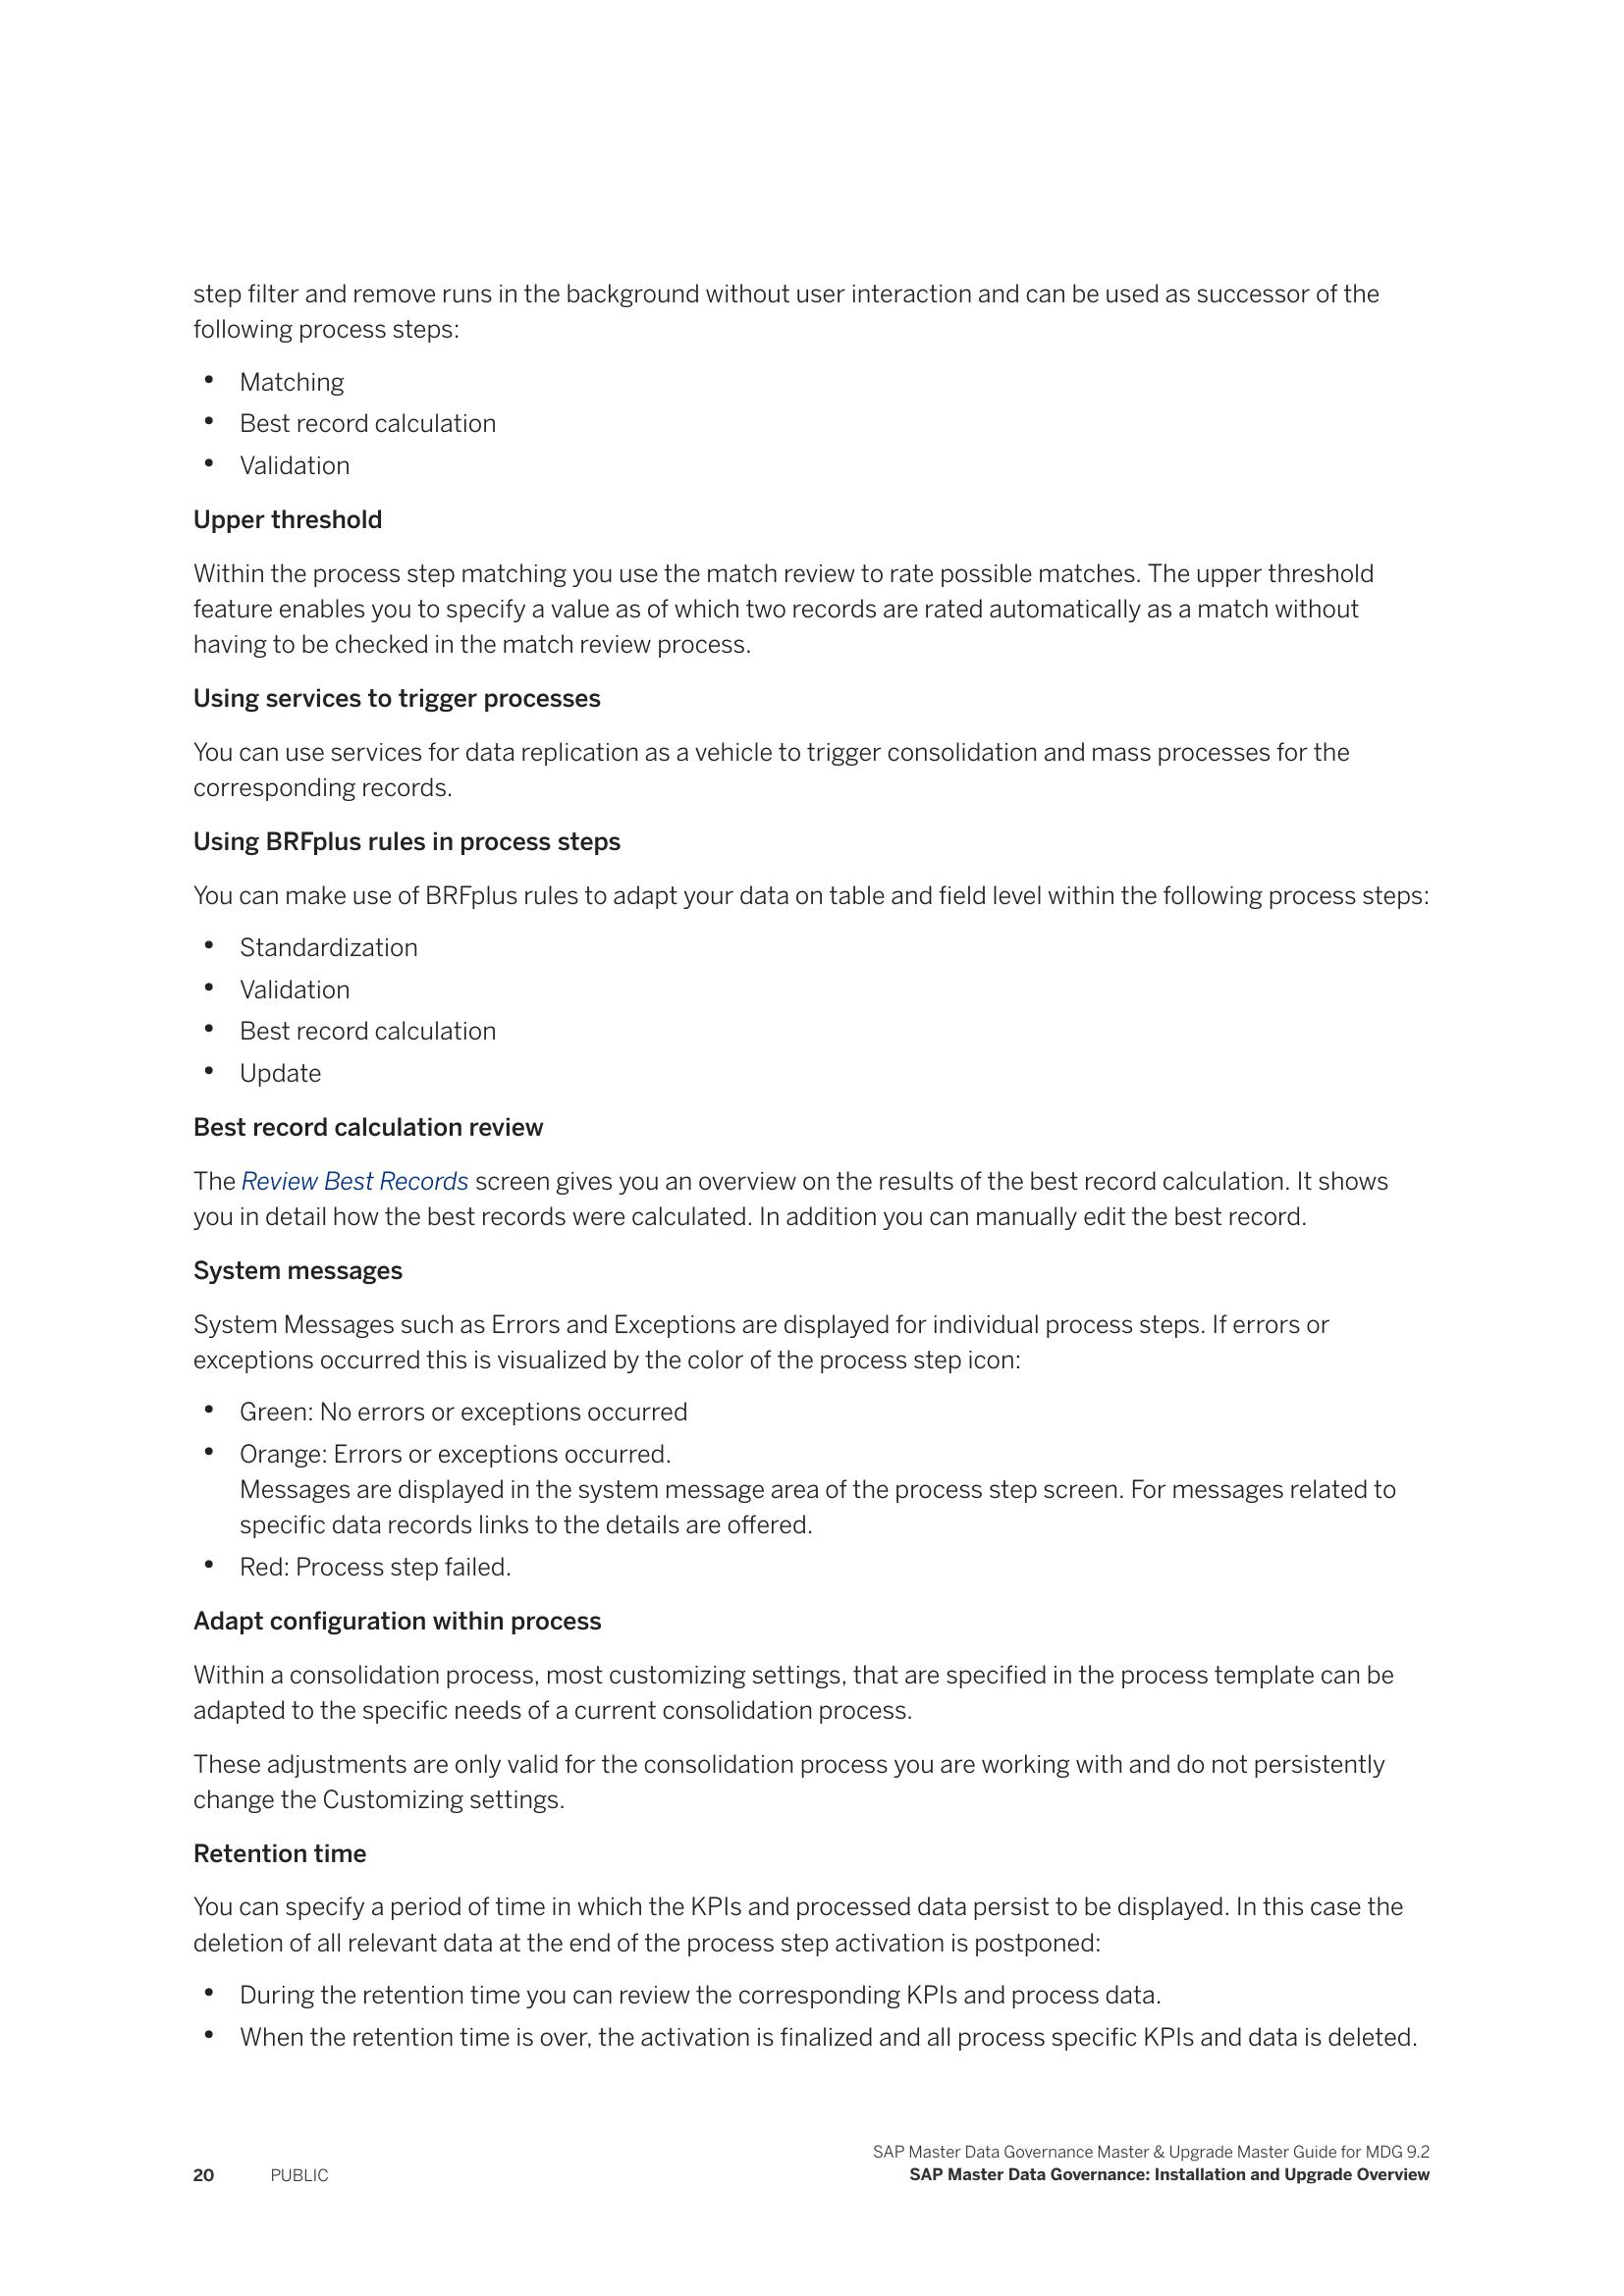 step filter and remove runs in the background without user interaction and can be used as successor of the
following process steps:
• Matching
• Best record calculation
• Validation
Upper threshold
Within the process step matching you use the match review to rate possible matches. The upper threshold
feature enables you to specify a value as of which two records are rated automatically as a match without
having to be checked in the match review process.
Using services to trigger processes
You can use services for data replication as a vehicle to trigger consolidation and mass processes for the
corresponding records.
Using BRFplus rules in process steps
You can make use of BRFplus rules to adapt your data on table and field level within the following process steps:
• Standardization
• Validation
• Best record calculation
• Update
Best record calculation review
The Review Best Records screen gives you an overview on the results of the best record calculation. It shows
you in detail how the best records were calculated. In addition you can manually edit the best record.
System messages
System Messages such as Errors and Exceptions are displayed for individual process steps. If errors or
exceptions occurred this is visualized by the color of the process step icon:
• Green: No errors or exceptions occurred
• Orange: Errors or exceptions occurred.
Messages are displayed in the system message area of the process step screen. For messages related to
specific data records links to the details are offered.
• Red: Process step failed.
Adapt configuration within process
Within a consolidation process, most customizing settings, that are specified in the process template can be
adapted to the specific needs of a current consolidation process.
These adjustments are only valid for the consolidation process you are working with and do not persistently
change the Customizing settings.
Retention time
You can specify a period of time in which the KPIs and processed data persist to be displayed. In this case the
deletion of all relevant data at the end of the process step activation is postponed:
• During the retention time you can review the corresponding KPIs and process data.
• When the retention time is over, the activation is finalized and all process specific KPIs and data is deleted.
SAP Master Data Governance Master & Upgrade Master Guide for MDG 9.2
20 PUBLIC SAP Master Data Governance: Installation and Upgrade Overview